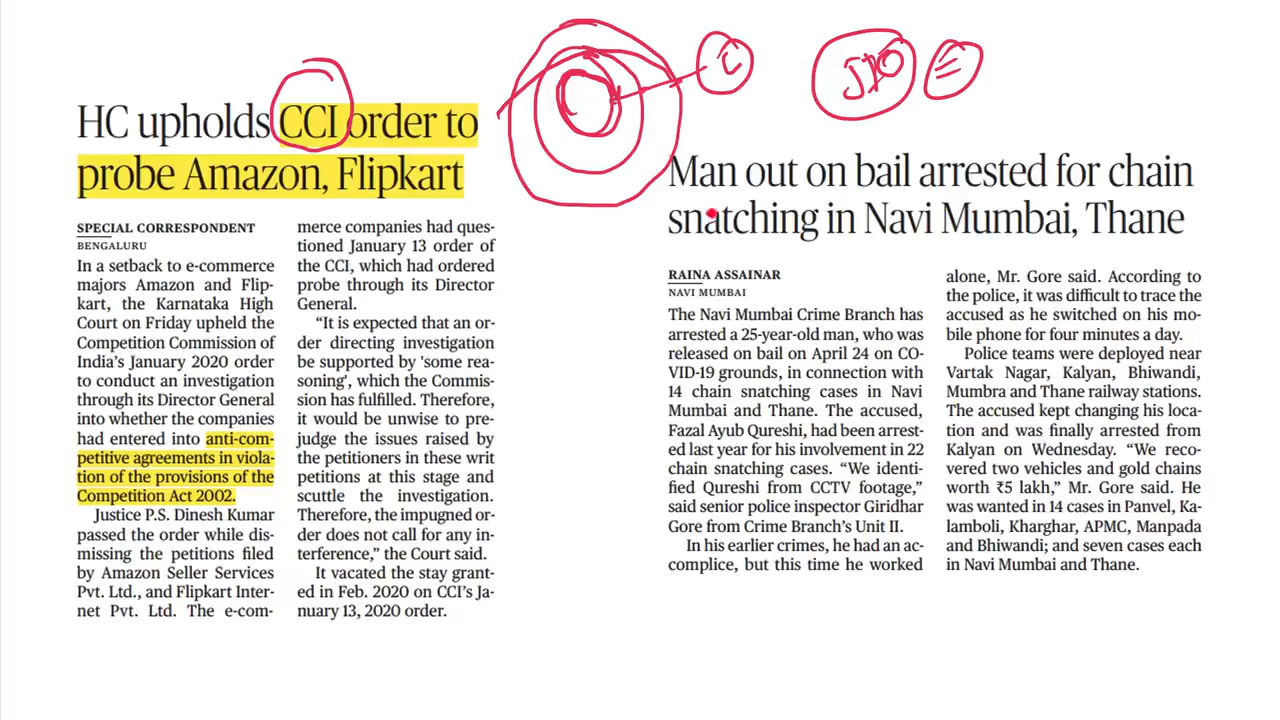 HC upholds CCI order to
probe Amazon, Flipkart
SPECIAL CORRESPONDENT
BENGALURU
In a setback to e-commerce
majors Amazon and Flip-
kart, the Karnataka High
Court on Friday upheld the
Competition Commission of
India's January 2020 order
to conduct an investigation
through its Director General
into whether the companies
had entered into anti-com-
petitive agreements in viola-
tion of the provisions of the
Competition Act 2002.
Justice P.S. Dinesh Kumar
passed the order while dis-
missing the petitions filed
by Amazon Seller Services
Pvt. Ltd., and Flipkart Inter-
net Pvt. Ltd. The e-com-
merce companies had ques-
tioned January 13 order of
the CCI, which had ordered
probe through its Director
General.
"It is expected that an or-
der directing investigation
be supported by 'some rea-
soning', which the Commis-
sion has fulfilled. Therefore,
it would be unwise to pre-
judge the issues raised by
the petitioners in these writ
petitions at this stage and
scuttle the investigation.
Therefore, the impugned or-
der does not call for any in-
terference," the Court said.
It vacated the stay grant-
ed in Feb. 2020 on CCI's Ja-
nuary 13, 2020 order.
C
Man out on bail arrested for chain
snatching in Navi Mumbai, Thane
RAINA ASSAINAR
NAVI MUMBAI
The Navi Mumbai Crime Branch has
arrested a 25-year-old man, who was
released on bail on April 24 on CO-
VID-19 grounds, in connection with
14 chain snatching cases in Navi
Mumbai and Thane. The accused,
Fazal Ayub Qureshi, had been arrest-
ed last year for his involvement in 22
chain snatching cases. "We identi-
fied Qureshi from CCTV footage,"
said senior police inspector Giridhar
Gore from Crime Branch's Unit II.
In his earlier crimes, he had an ac-
complice, but this time he worked
alone, Mr. Gore said. According to
the police, it was difficult to trace the
accused as he switched on his mo-
bile phone for four minutes a day.
Police teams were deployed near
Vartak Nagar, Kalyan, Bhiwandi,
Mumbra and Thane railway stations.
The accused kept changing his loca-
tion and was finally arrested from
Kalyan on Wednesday. "We reco-
vered two vehicles and gold chains
worth ₹5 lakh," Mr. Gore said. He
was wanted in 14 cases in Panvel, Ka-
lamboli, Kharghar, APMC, Manpada
and Bhiwandi; and seven cases each
in Navi Mumbai and Thane.